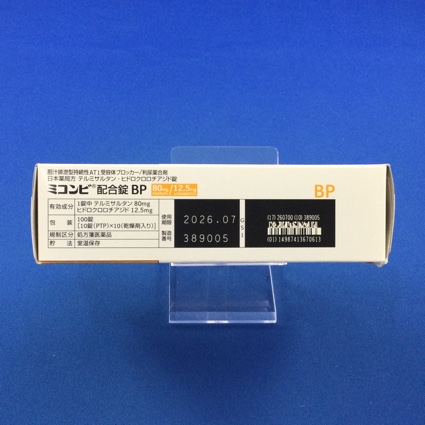 胆汁排泄型持続性AT1受容体ブロッカー/利尿薬合剤
日本薬局方 テルミサルタン・ヒドロクロロチアジド錠
ミコンビ®配合錠BP 80mg/12.5mg
BP
有効成分 1錠中 テルミサルタン 80mg
ヒドロクロロチアジド 12.5mg
包装 100錠
[10錠(PTP)×10(乾燥剤入り)]
規制区分 処方箋医薬品
貯法 室温保存
使用期限 2026.07
製造番号 389005
GS1
(17)260700(10)389005
(01)14987413670613